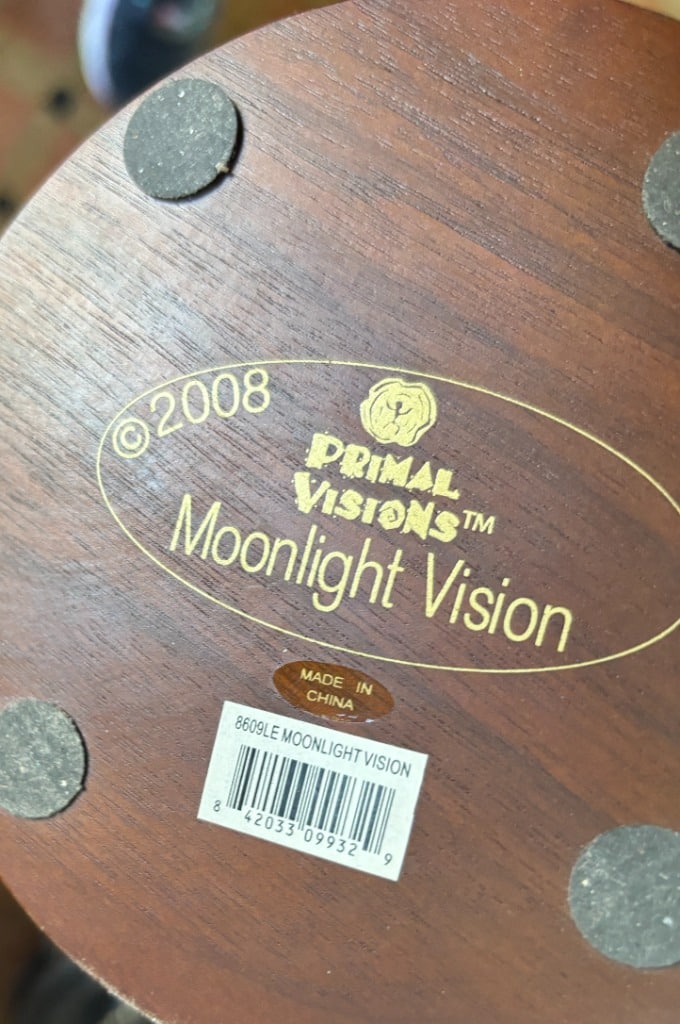 ©2008
PRIMAL
VISIONS™
Moonlight Vision
MADE IN
CHINA
8609LE MOONLIGHT VISION
8 42033 09932 9